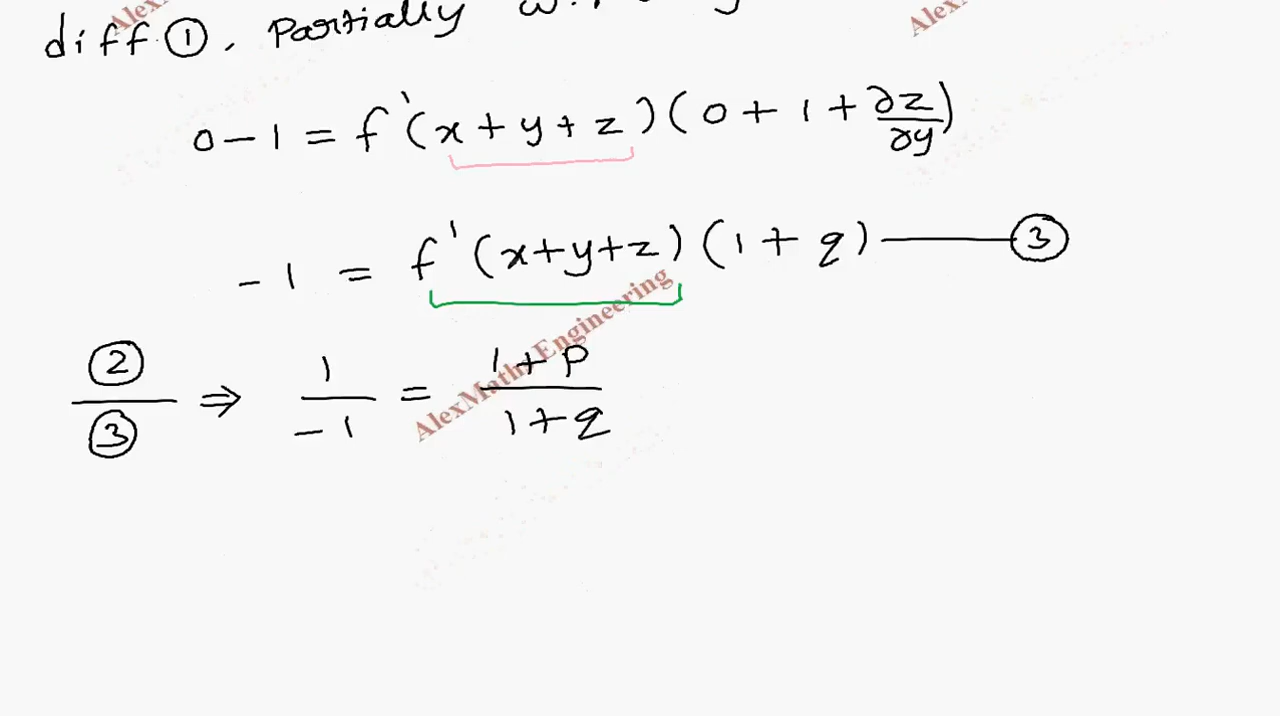 diff ①, Partially w.r.
0 - 1 = f'(x + y + z)(0 + 1 + ∂z/∂y)
-1 = f'(x+y+z)(1 + q) ——— ③
②/③ ⇒ 1/-1 = 1+P/1+q
AlexMaths Engineering